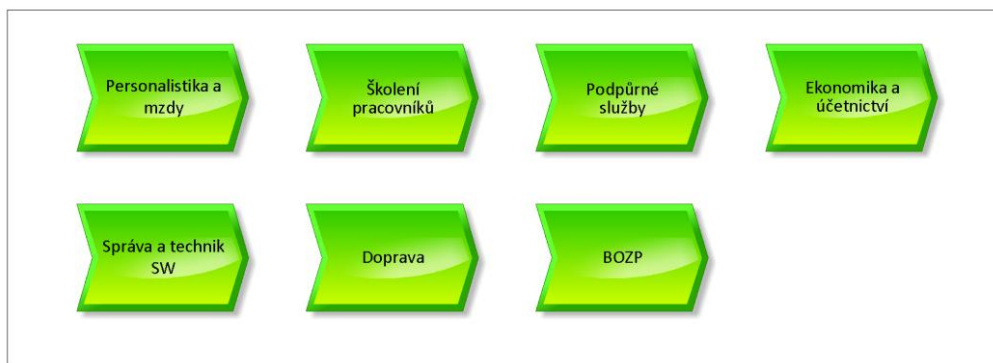 Personalistika a
mzdy
Školení
pracovníků
Podpůrné
služby
Ekonomika a
účetnictví
Správa a technik
SW
Doprava
BOZP